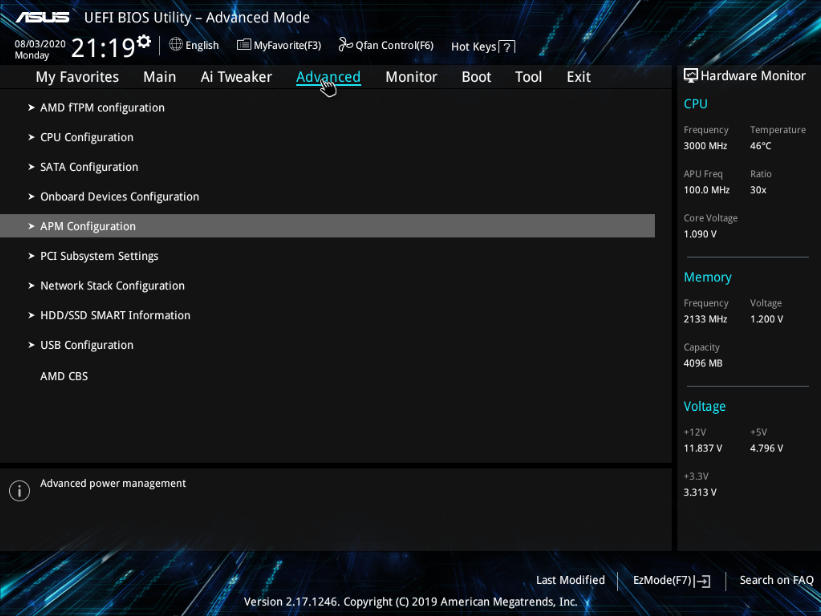 ASUS UEFI BIOS Utility – Advanced Mode
08/03/2020 Monday 21:19 English MyFavorite(F3) Qfan Control(F6) Hot Keys ?
My Favorites Main Ai Tweaker Advanced Monitor Boot Tool Exit
AMD fTPM configuration
CPU Configuration
SATA Configuration
Onboard Devices Configuration
APM Configuration
PCI Subsystem Settings
Network Stack Configuration
HDD/SSD SMART Information
USB Configuration
AMD CBS
Advanced power management
Hardware Monitor
CPU
Frequency Temperature
3000 MHz 46°C
APU Freq Ratio
100.0 MHz 30x
Core Voltage
1.090 V
Memory
Frequency Voltage
2133 MHz 1.200 V
Capacity
4096 MB
Voltage
+12V +5V
11.837 V 4.796 V
+3.3V
3.313 V
Last Modified EzMode(F7) Search on FAQ
Version 2.17.1246. Copyright (C) 2019 American Megatrends, Inc.